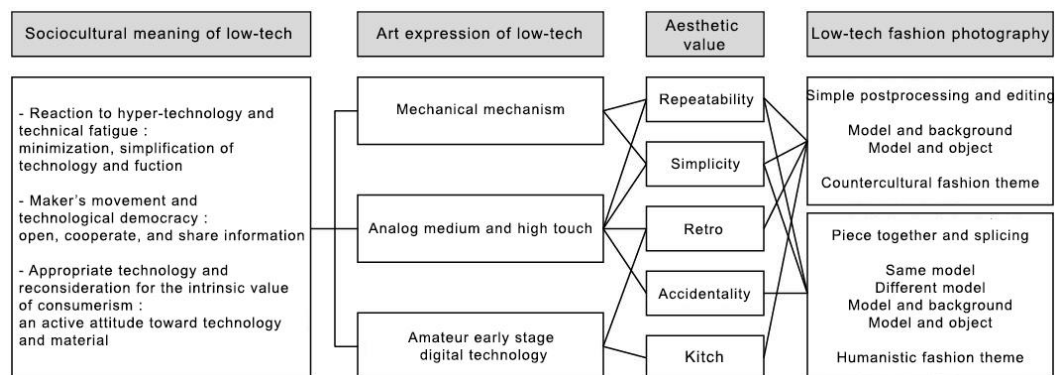 Sociocultural meaning of low-tech
Art expression of low-tech
Aesthetic
value
Low-tech fashion photography
- Reaction to hyper-technology and
technical fatigue :
minimization, simplification of
technology and fuction
- Maker's movement and
technological democracy :
open, cooperate, and share information
- Appropriate technology and
reconsideration for the intrinsic value
of consumerism :
an active attitude toward technology
and material
Mechanical mechanism
Analog medium and high touch
Amateur early stage
digital technology
Repeatability
Simplicity
Retro
Accidentality
Kitch
Simple postprocessing and editing
Model and background
Model and object
Countercultural fashion theme
Piece together and splicing
Same model
Different model
Model and background
Model and object
Humanistic fashion theme